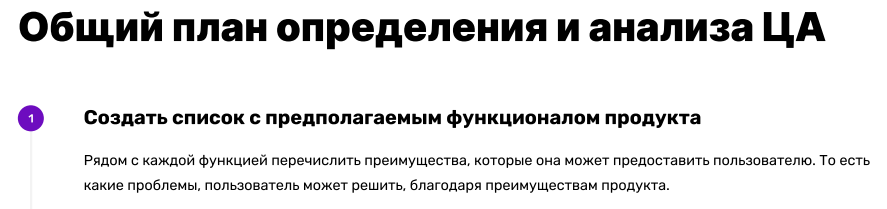 Общий план определения и анализа ЦА
1
Создать список с предполагаемым функционалом продукта
Рядом с каждой функцией перечислить преимущества, которые она может предоставить пользователю. То есть
какие проблемы, пользователь может решить, благодаря преимуществам продукта.